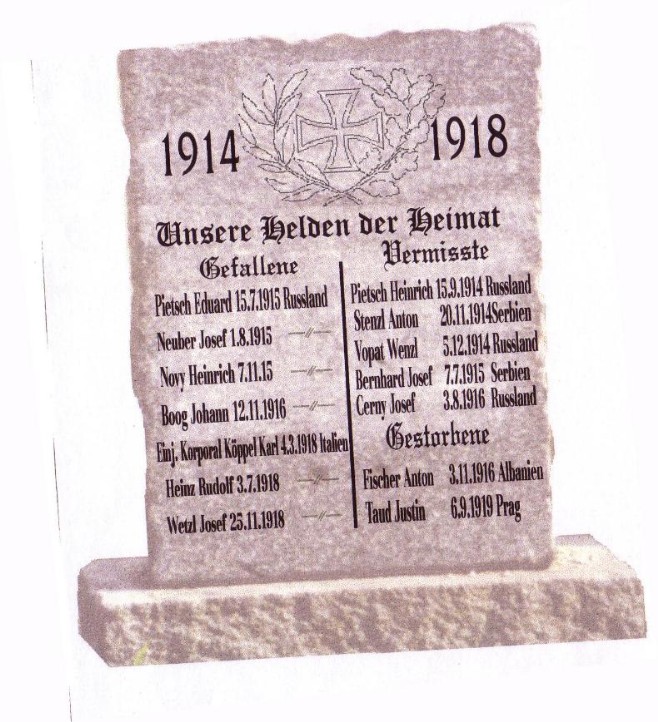 1914 1918
Unsere Helden der Heimat
Gefallene
Pietsch Eduard 15.7.1915 Russland
Neuber Josef 1.8.1915 —//—
Novy Heinrich 7.11.15 —//—
Boog Johann 12.11.1916 —//—
Einj. Korporal Köppel Karl 4.3.1918 Italien
Heinz Rudolf 3.7.1918 —//—
Wetzl Josef 25.11.1918 —//—
Vermisste
Pietsch Heinrich 15.9.1914 Russland
Stenzl Anton 20.11.1914Serbien
Vopat Wenzl 5.12.1914 Russland
Bernhard Josef 7.7.1915 Serbien
Cerny Josef 3.8.1916 Russland
Gestorbene
Fischer Anton 3.11.1916 Albanien
Taud Justin 6.9.1919 Prag